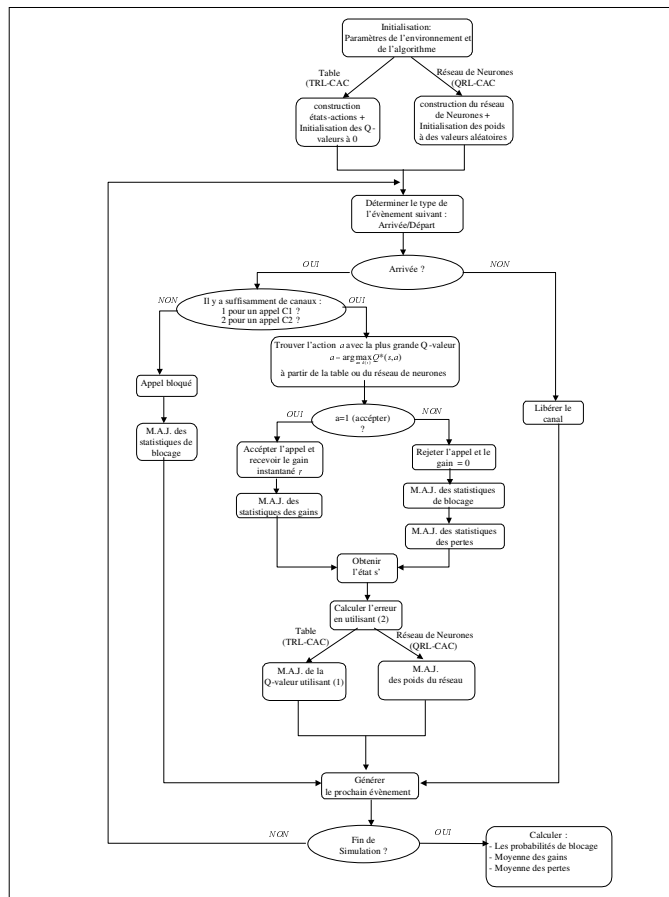 Initialisation:
Paramètres de l'environnement et
de l'algorithme
Table
(TRL-CAC)
Réseau de Neurones
(QRL-CAC
construction
états-actions +
Initialisation des Q-
valeurs à 0
construction du réseau
de Neurones +
Initialisation des poids
à des valeurs aléatoires
Déterminer le type de
l'évènement suivant :
Arrivée/Départ
OUI
Arrivée ?
NON
NON
Il y a suffisamment de canaux :
1 pour un appel C1 ?
2 pour un appel C2 ?
OUI
Trouver l'action a avec la plus grande Q-valeur
a = arg max Q*(s,a)
à partir de la table ou du réseau de neurones
Appel bloqué
Libérer le
canal
M.A.J. des
statistiques de
blocage
OUI
a=1 (accépter)
?
NON
Accépter l'appel et
recevoir le gain
instantané r
Rejeter l'appel et le
gain = 0
M.A.J. des
statistiques des gains
M.A.J. des statistiques
de blocage
M.A.J. des statistiques
des pertes
Obtenir
l'état s'
Calculer l'erreur
en utilisant (2)
Table
(TRL-CAC)
Réseau de Neurones
(QRL-CAC)
M.A.J. de la
Q-valeur utilisant (1)
M.A.J.
des poids du réseau
Générer
le prochain évènement
NON
Fin de
Simulation ?
OUI
Calculer :
- Les probabilités de blocage
- Moyenne des gains
- Moyenne des pertes